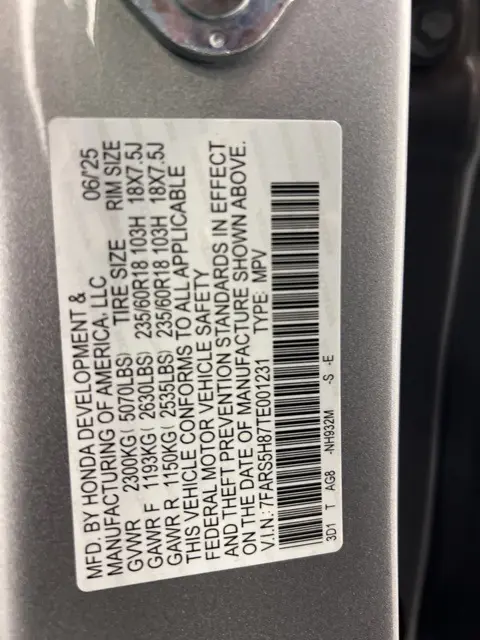 MFD. BY HONDA DEVELOPMENT &
MANUFACTURING OF AMERICA, LLC 06/'25
GVWR 2300KG( 5070LBS) TIRE SIZE RIM SIZE
GAWR F 1193KG( 2630LBS) 235/60R18 103H 18X7.5J
GAWR R 1150KG( 2535LBS) 235/60R18 103H 18X7.5J
THIS VEHICLE CONFORMS TO ALL APPLICABLE
FEDERAL MOTOR VEHICLE SAFETY
AND THEFT PREVENTION STANDARDS IN EFFECT
ON THE DATE OF MANUFACTURE SHOWN ABOVE.
V.I.N.:7FARS5H87TE001231 TYPE: MPV
3D1 T AG8 -NH932M -S -E